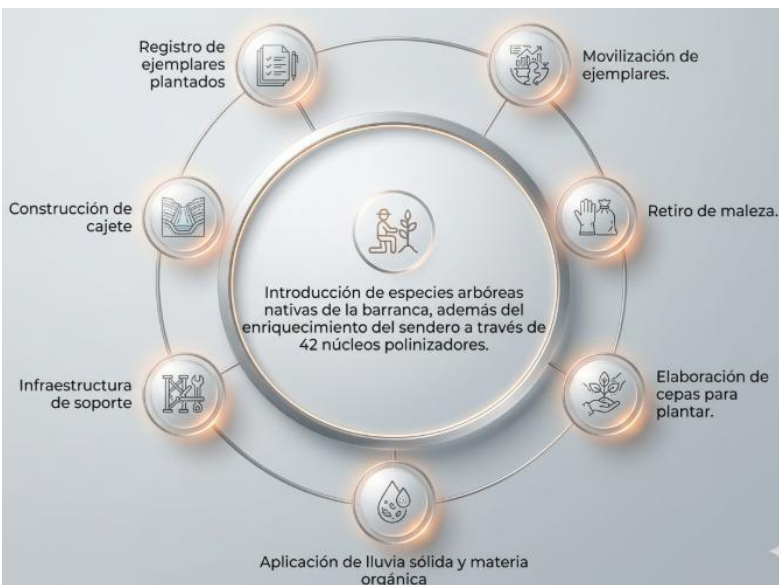 Registro de
ejemplares
plantados
Movilización de
ejemplares.
Construcción de
cajete
Retiro de maleza.
Introducción de especies arbóreas
nativas de la barranca, además del
enriquecimiento del sendero a través de
42 núcleos polinizadores.
Infraestructura
de soporte
Elaboración de
cepas para
plantar.
Aplicación de lluvia sólida y materia
orgánica